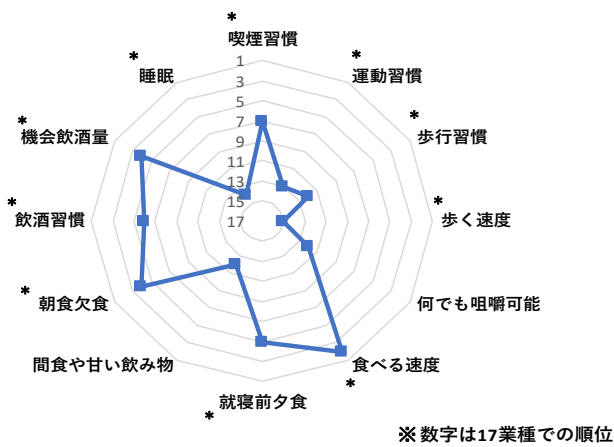 *
喫煙習慣
*
運動習慣
*
歩行習慣
*
歩く速度
何でも咀嚼可能
食べる速度
*
就寝前夕食
*
間食や甘い飲み物
朝食欠食
*
飲酒習慣
*
機会飲酒量
*
睡眠
*
1
3
5
7
9
11
13
15
17
※数字は17業種での順位